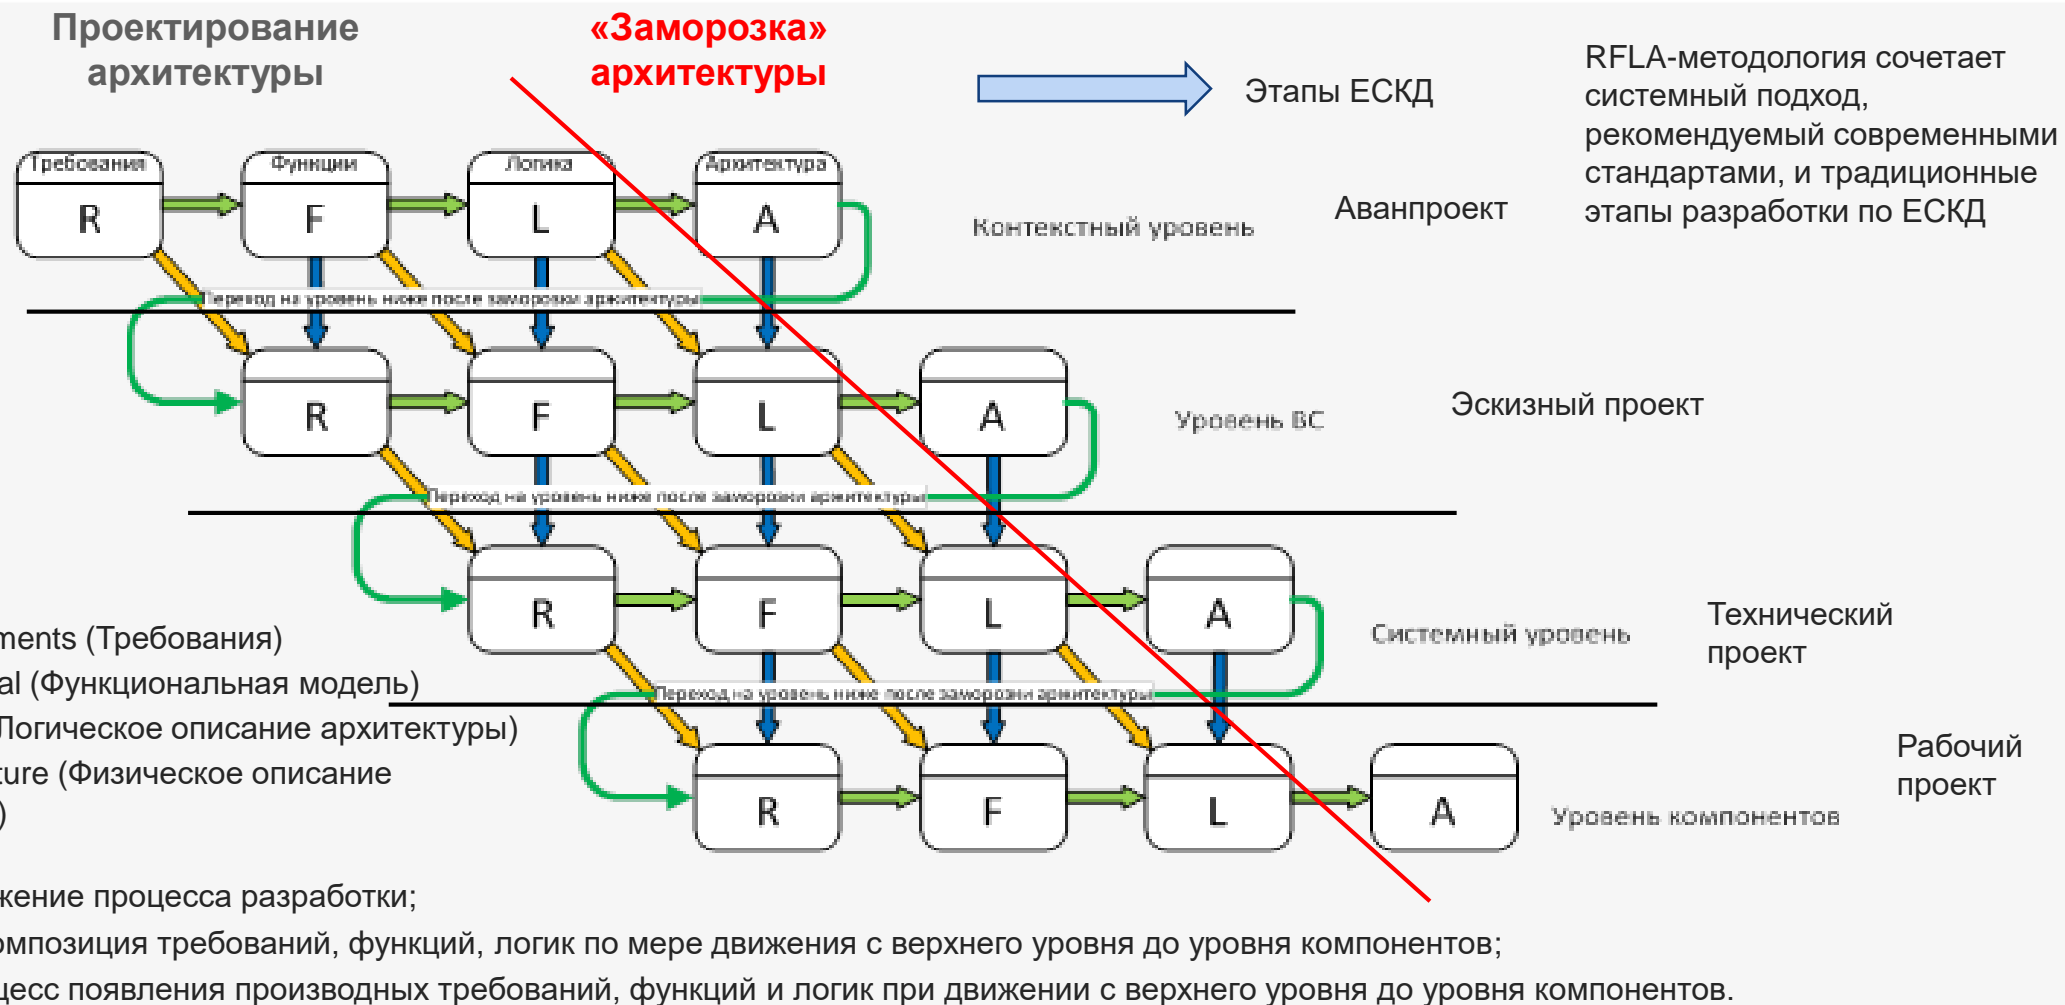 Проектирование
архитектуры
«Заморозка»
архитектуры
Этапы ЕСКД
RFLA-методология сочетает
системный подход,
рекомендуемый современными
стандартами, и традиционные
этапы разработки по ЕСКД
Требования
Функции
Логика
Архитектура
R
F
L
A
Контекстный уровень
Аванпроект
Переход на уровень ниже после заморозки архитектуры
R
F
L
A
Уровень ВС
Эскизный проект
Переход на уровень ниже после заморозки архитектуры
R
F
L
A
Системный уровень
Технический
проект
Переход на уровень ниже после заморозки архитектуры
R
F
L
A
Уровень компонентов
Рабочий
проект
ments (Требования)
al (Функциональная модель)
Логическое описание архитектуры)
ture (Физическое описание
)
жение процесса разработки;
омпозиция требований, функций, логик по мере движения с верхнего уровня до уровня компонентов;
цесс появления производных требований, функций и логик при движении с верхнего уровня до уровня компонентов.